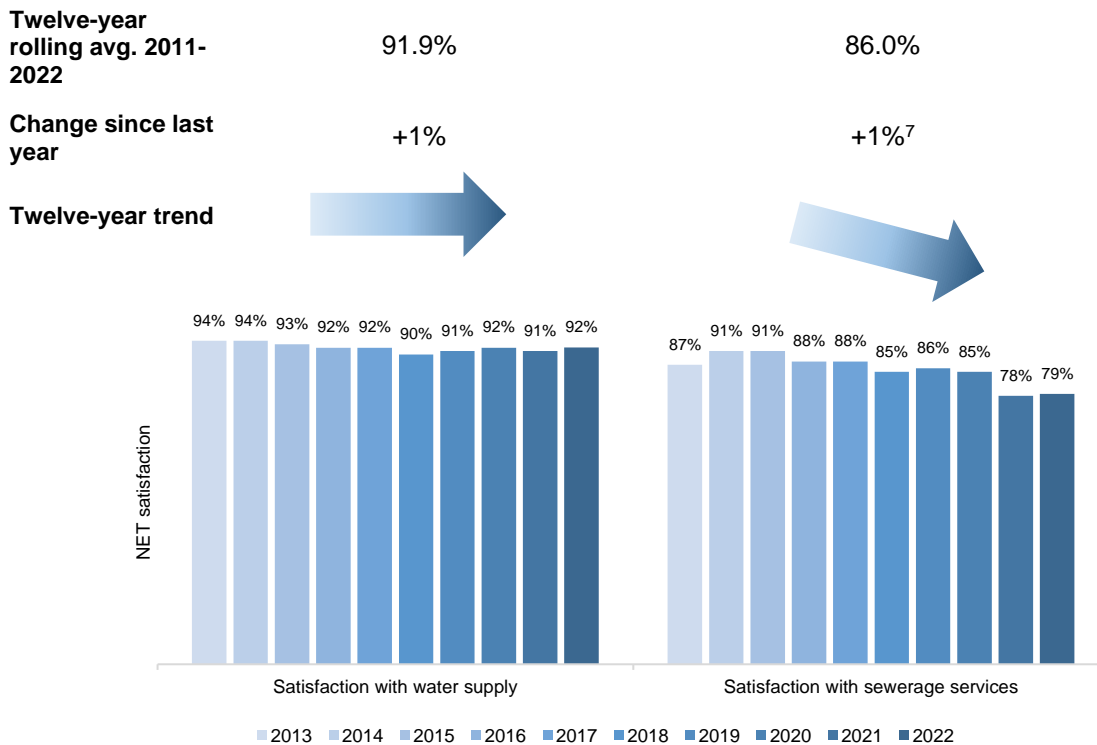 Twelve-year
rolling avg. 2011-
2022
91.9%
86.0%
Change since last
year
+1%
+1%7
Twelve-year trend
94% 94% 93% 92% 92% 90% 91% 92% 91% 92%
87% 91% 91% 88% 88% 85% 86% 85% 78% 79%
NET satisfaction
Satisfaction with water supply
Satisfaction with sewerage services
2013 2014 2015 2016 2017 2018 2019 2020 2021 2022